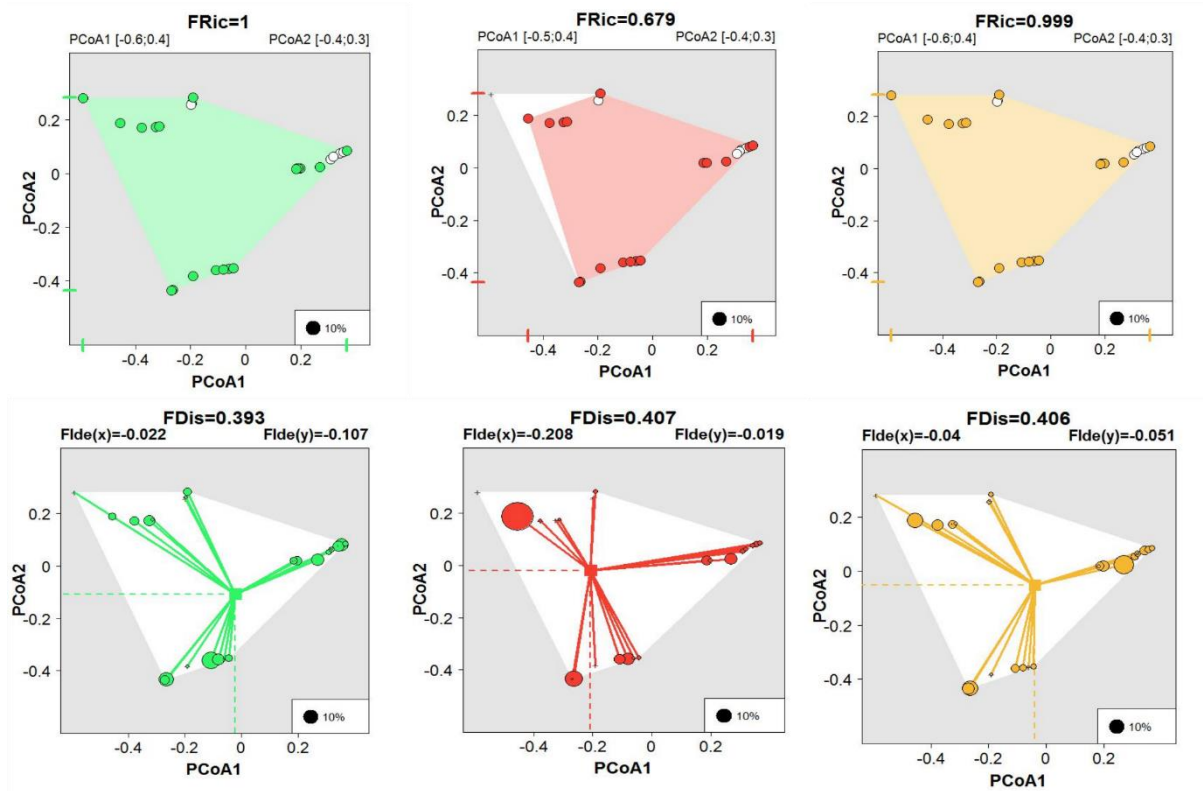 FRic=1
PCoA1 [-0.6;0.4] PCoA2 [-0.4;0.3]
0.2
0
-0.2
-0.4
PCoA2
10%
-0.4 -0.2 0 0.2
PCoA1
FRic=0.679
PCoA1 [-0.5;0.4] PCoA2 [-0.4;0.3]
0.2
0
-0.2
-0.4
PCoA2
10%
-0.4 -0.2 0 0.2
PCoA1
FRic=0.999
PCoA1 [-0.6;0.4] PCoA2 [-0.4;0.3]
0.2
0
-0.2
-0.4
PCoA2
10%
-0.4 -0.2 0 0.2
PCoA1
FDis=0.393
FIde(x)=-0.022 FIde(y)=-0.107
0.2
0
-0.2
-0.4
PCoA2
10%
-0.4 -0.2 0 0.2
PCoA1
FDis=0.407
FIde(x)=-0.208 FIde(y)=-0.019
0.2
0
-0.2
-0.4
PCoA2
10%
-0.4 -0.2 0 0.2
PCoA1
FDis=0.406
FIde(x)=-0.04 FIde(y)=-0.051
0.2
0
-0.2
-0.4
PCoA2
10%
-0.4 -0.2 0 0.2
PCoA1